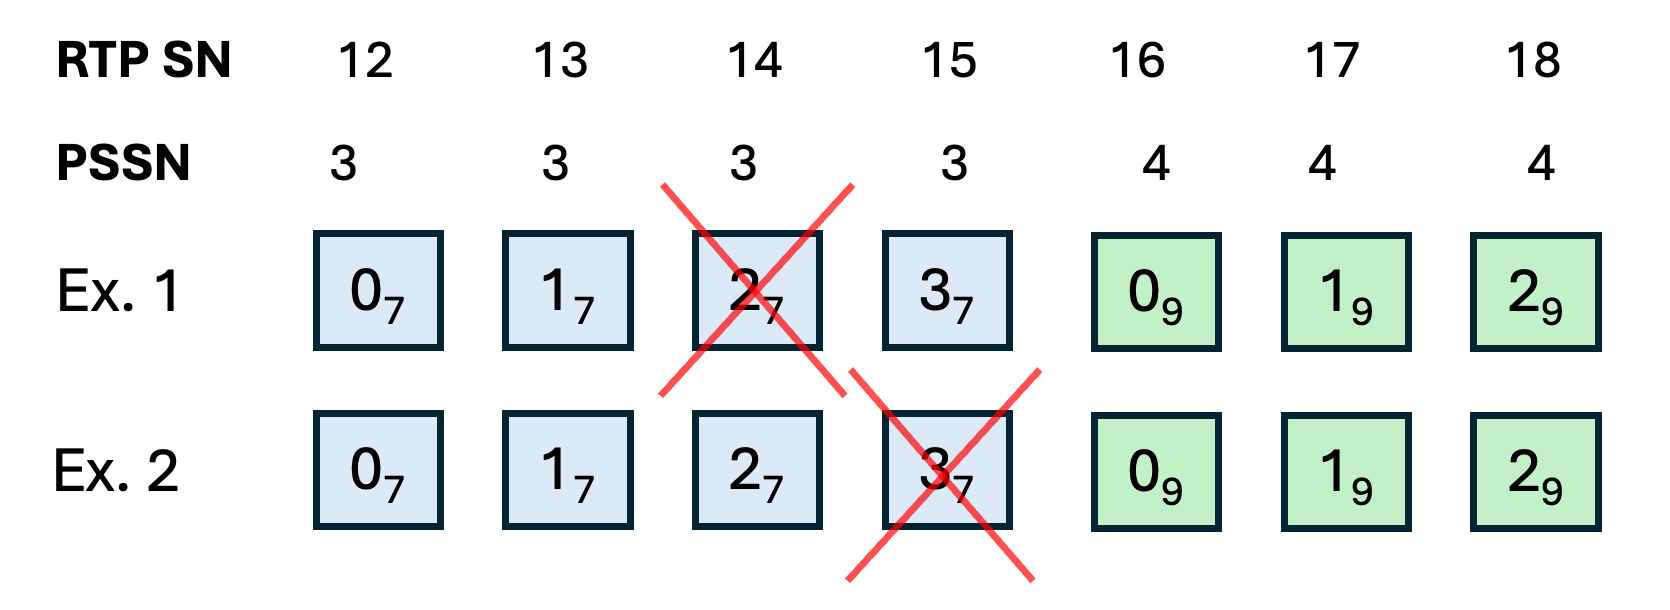 RTP SN 12 13 14 15 16 17 18
PSSN 3 3 3 3 4 4 4
Ex. 1 0₇ 1₇ 2₇ 3₇ 0₉ 1₉ 2₉
Ex. 2 0₇ 1₇ 2₇ 3₇ 0₉ 1₉ 2₉